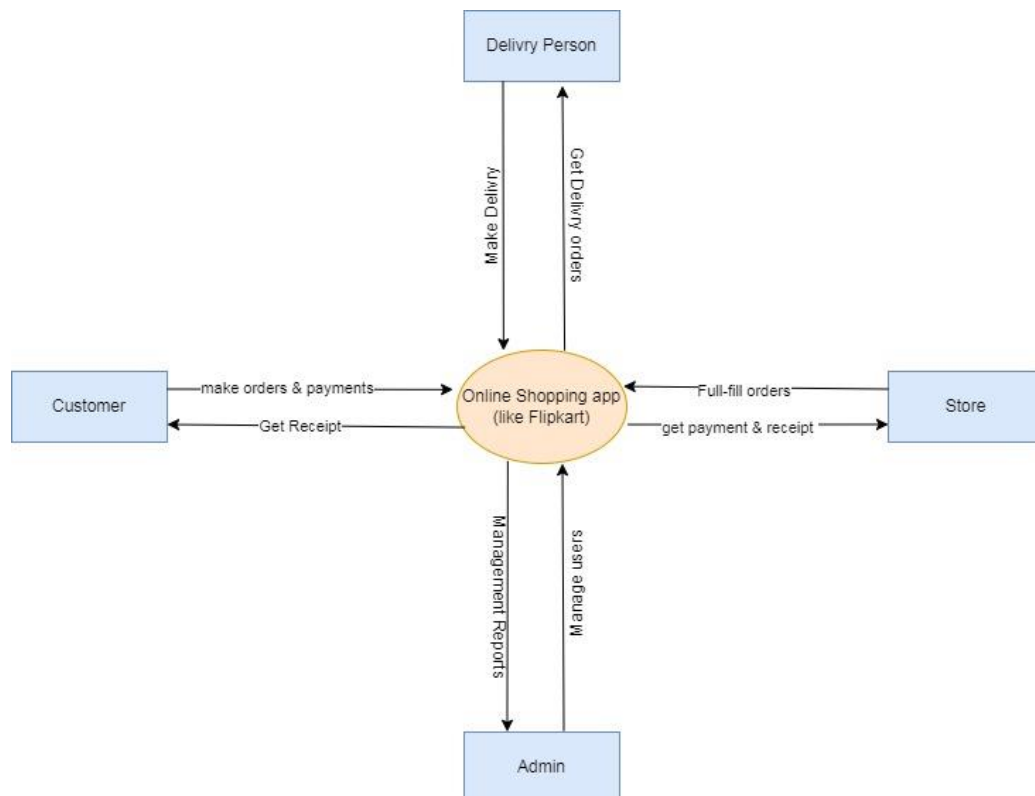 Delivry Person
Make Delivry
Get Delivry orders
Customer
make orders & payments
Get Receipt
Online Shopping app
(like Flipkart)
Full-fill orders
get payment & receipt
Store
Management Reports
Manage users
Admin